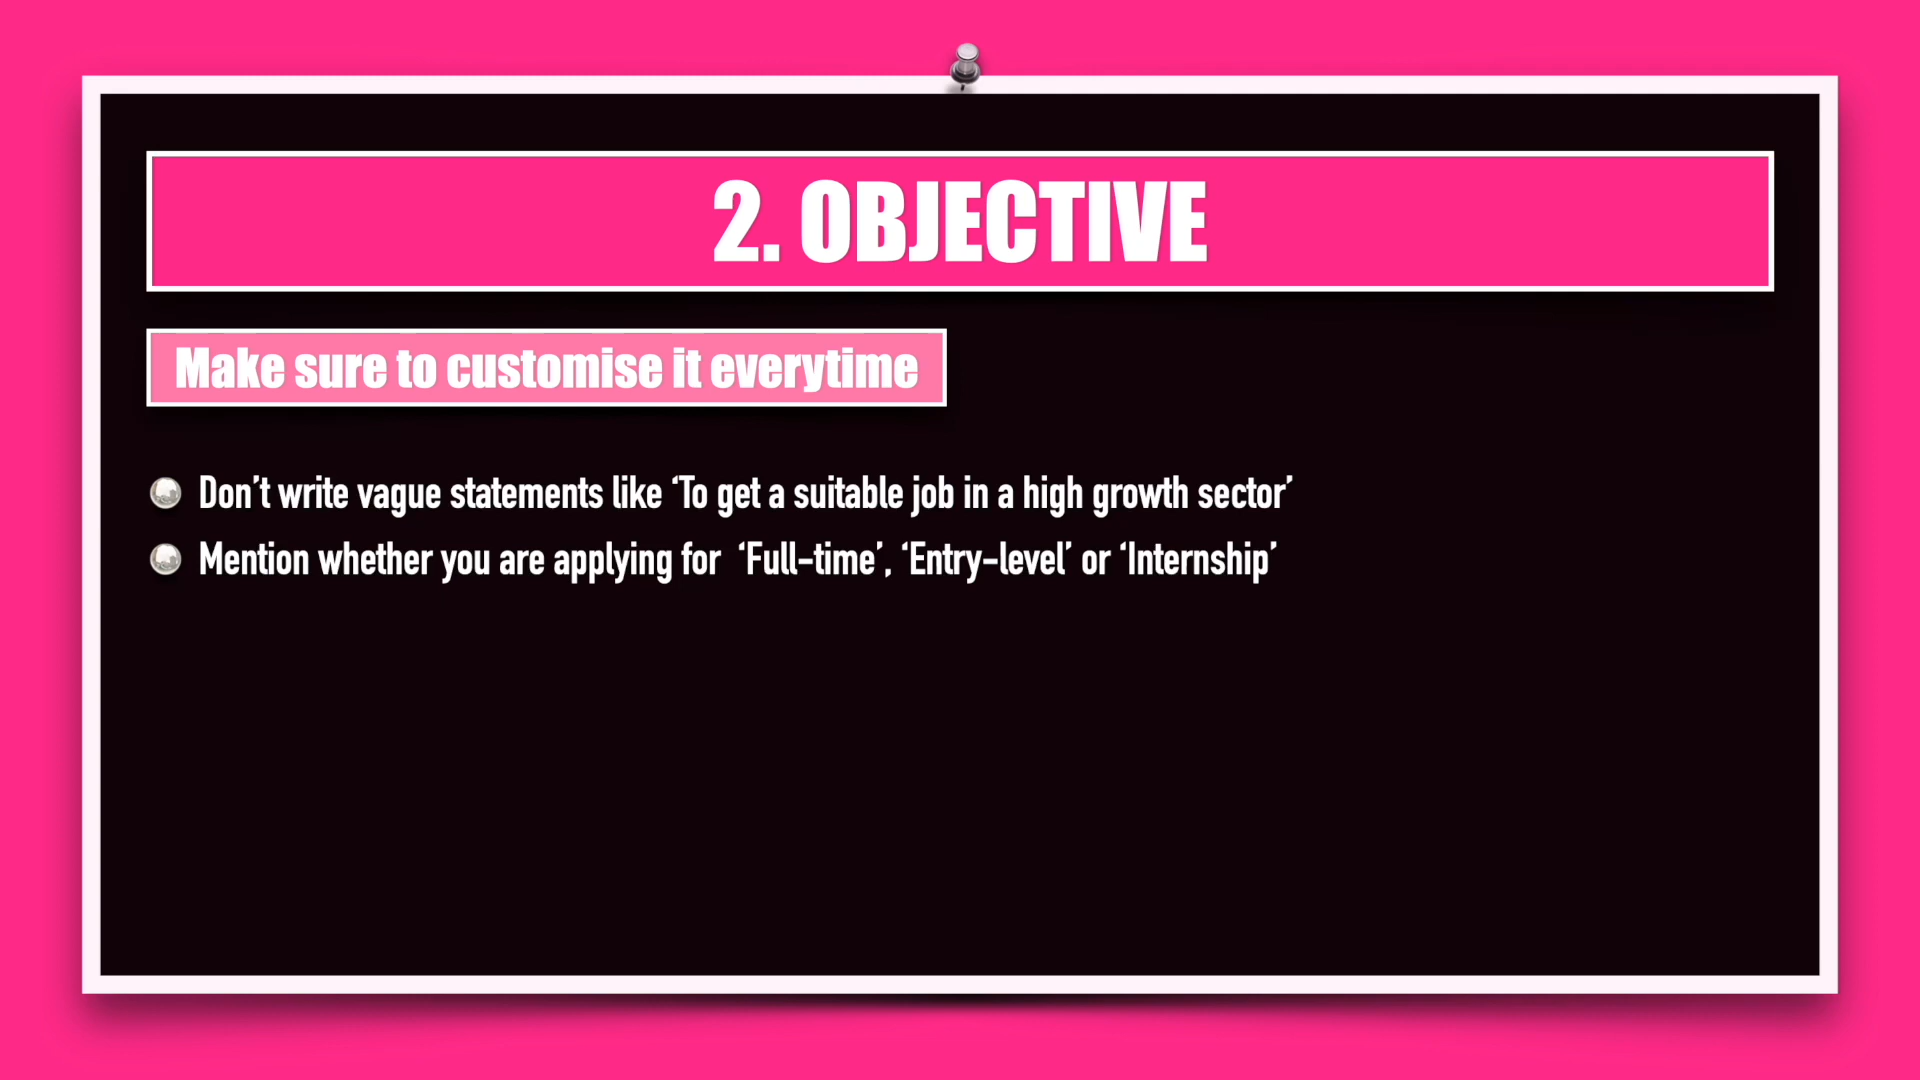 2. OBJECTIVE
Make sure to customise it everytime
Don’t write vague statements like ‘To get a suitable job in a high growth sector’
Mention whether you are applying for ‘Full-time’, ‘Entry-level’ or ‘Internship’